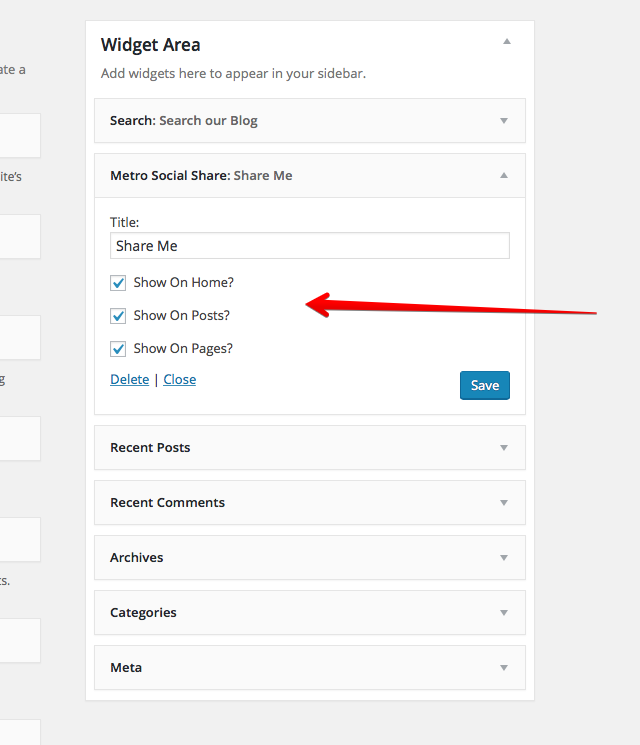 Widget Area
Add widgets here to appear in your sidebar.
Search: Search our Blog
Metro Social Share: Share Me
Title:
Share Me
Show On Home?
Show On Posts?
Show On Pages?
Delete | Close
Save
Recent Posts
Recent Comments
Archives
Categories
Meta
ate a
ite's
g
ts.